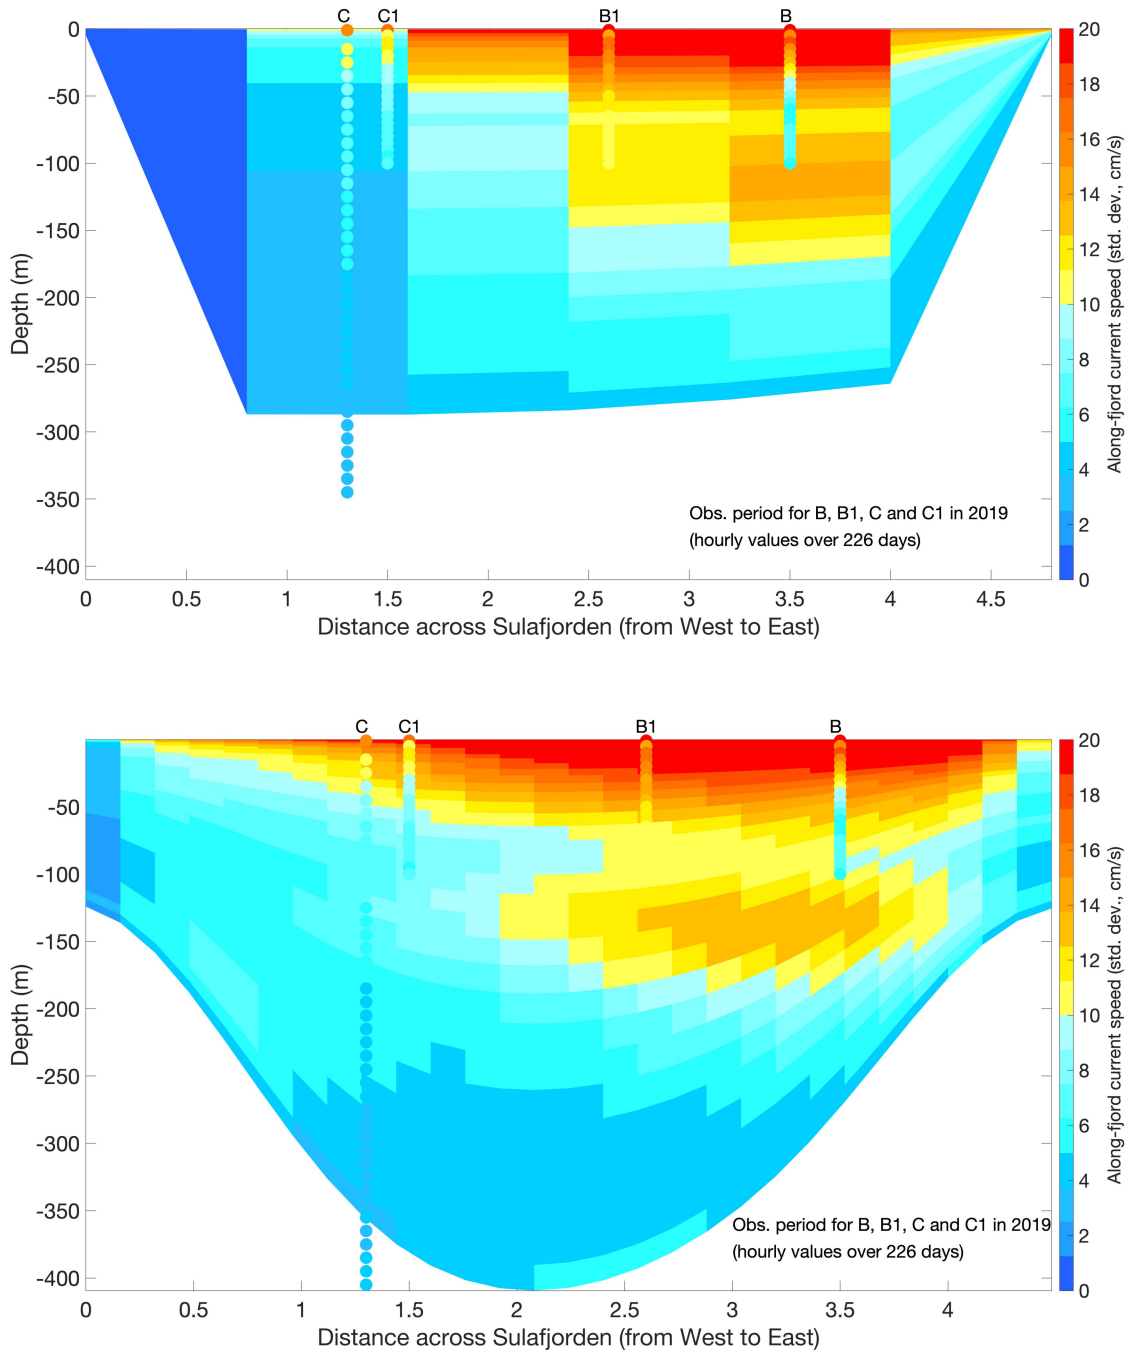 C C1 B1 B
0
-50
-100
-150
-200
-250
-300
-350
-400
Depth (m)
0 0.5 1 1.5 2 2.5 3 3.5 4 4.5
Distance across Sulafjorden (from West to East)
Obs. period for B, B1, C and C1 in 2019
(hourly values over 226 days)
20
18
16
14
12
10
8
6
4
2
0
Along-fjord current speed (std. dev., cm/s)
C C1 B1 B
-50
-100
-150
-200
-250
-300
-350
-400
Depth (m)
0 0.5 1 1.5 2 2.5 3 3.5 4
Distance across Sulafjorden (from West to East)
Obs. period for B, B1, C and C1 in 2019
(hourly values over 226 days)
20
18
16
14
12
10
8
6
4
2
0
Along-fjord current speed (std. dev., cm/s)